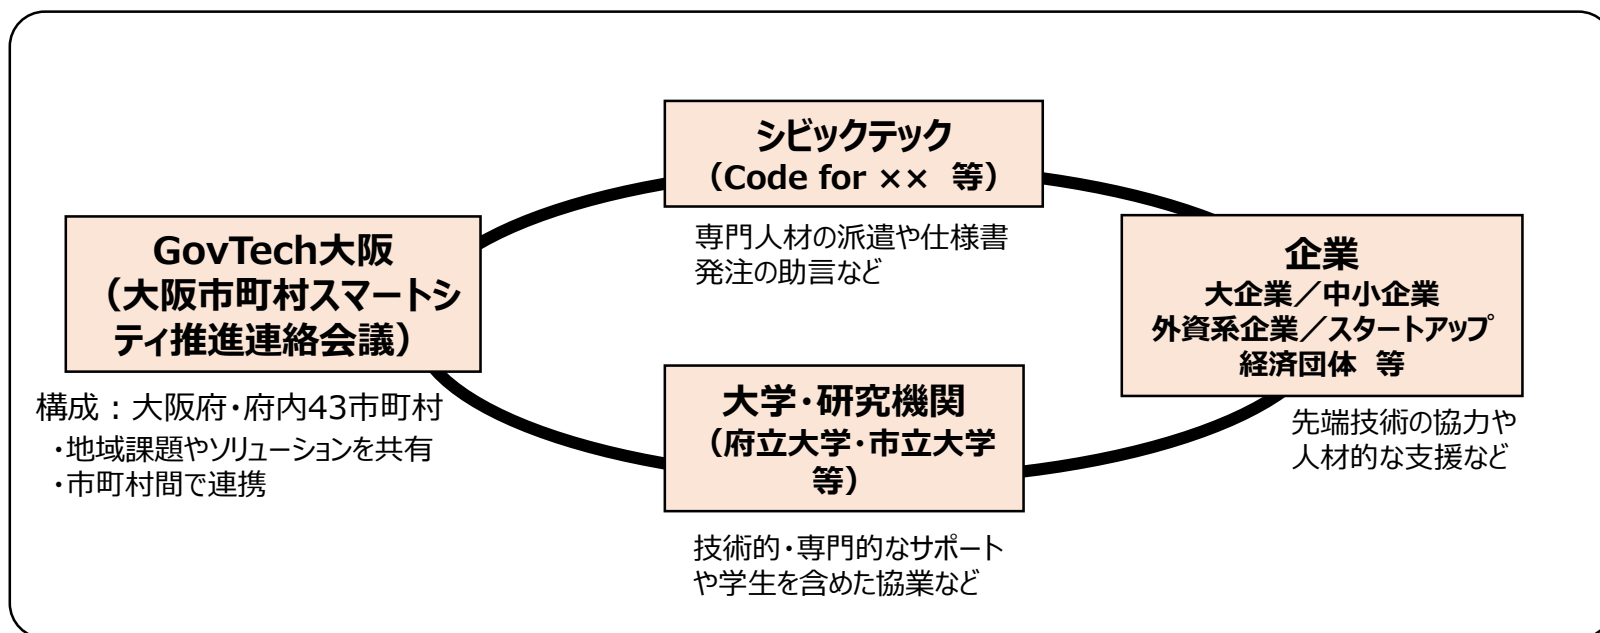 シビックテック
（Code for ×× 等）
専門人材の派遣や仕様書
発注の助言など
GovTech大阪
（大阪市町村スマートシ
ティ推進連絡会議）
構成：大阪府・府内43市町村
・地域課題やソリューションを共有
・市町村間で連携
企業
大企業／中小企業
外資系企業／スタートアップ
経済団体 等
先端技術の協力や
人材的な支援など
大学・研究機関
（府立大学・市立大学
等）
技術的・専門的なサポート
や学生を含めた協業など